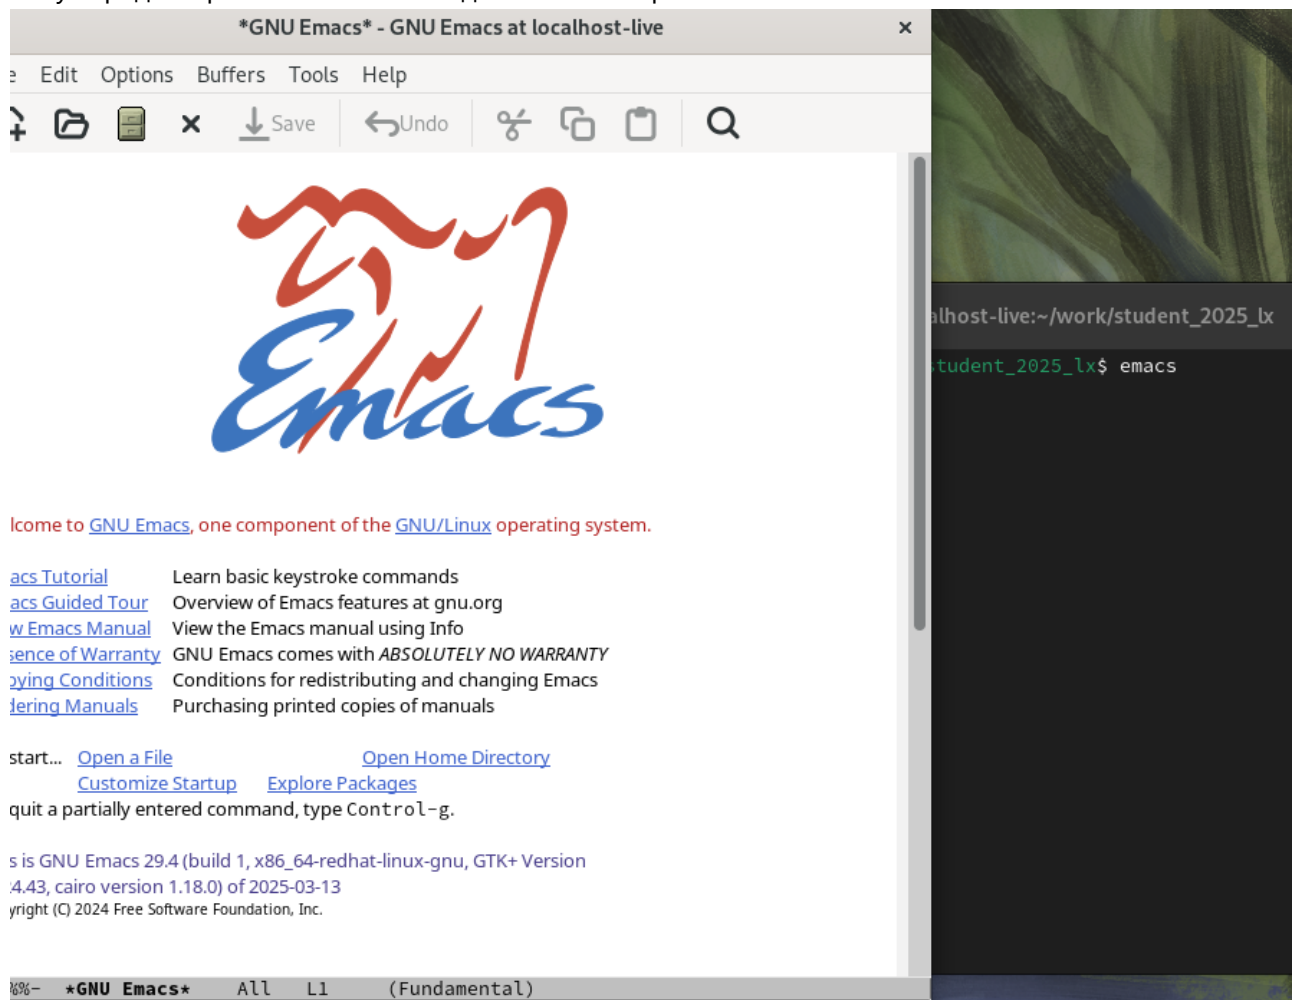 *GNU Emacs* - GNU Emacs at localhost-live
Edit Options Buffers Tools Help
Save Undo
Emacs
lcome to GNU Emacs, one component of the GNU/Linux operating system.
acs Tutorial Learn basic keystroke commands
acs Guided Tour Overview of Emacs features at gnu.org
w Emacs Manual View the Emacs manual using Info
sence of Warranty GNU Emacs comes with ABSOLUTELY NO WARRANTY
pying Conditions Conditions for redistributing and changing Emacs
dering Manuals Purchasing printed copies of manuals
start... Open a File Open Home Directory
Customize Startup Explore Packages
quit a partially entered command, type Control-g.
s is GNU Emacs 29.4 (build 1, x86_64-redhat-linux-gnu, GTK+ Version
4.43, cairo version 1.18.0) of 2025-03-13
yright (C) 2024 Free Software Foundation, Inc.
%%- *GNU Emacs* All L1 (Fundamental)
alhost-live:~/work/student_2025_lx
student_2025_lx$ emacs